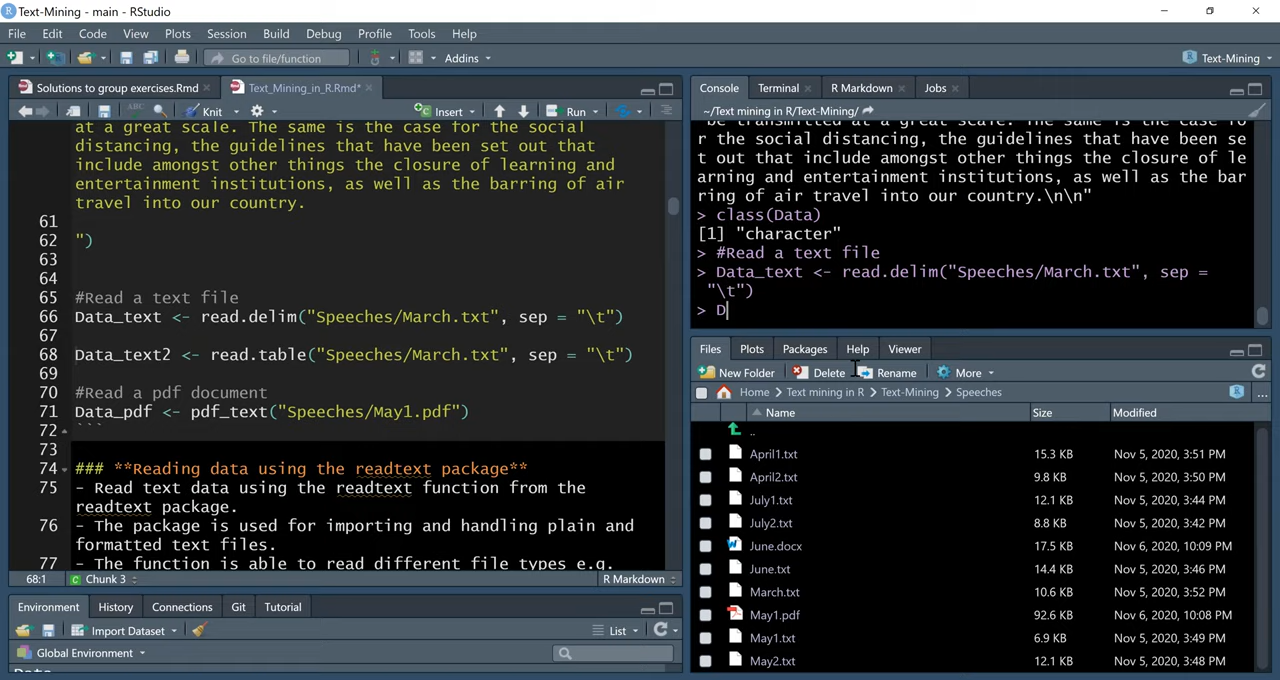 Text-Mining - main - RStudio
File Edit Code View Plots Session Build Debug Profile Tools Help
Go to file/function Addins Text-Mining
Solutions to group exercises.Rmd Text_Mining_in_R.Rmd*
ABC Knit Insert Run
at a great scale. The same is the case for the social
distancing, the guidelines that have been set out that
include amongst other things the closure of learning and
entertainment institutions, as well as the barring of air
travel into our country.
61
62 ")
63
64
65 #Read a text file
66 Data_text <- read.delim("Speeches/March.txt", sep = "\t")
67
68 Data_text2 <- read.table("Speeches/March.txt", sep = "\t")
69
70 #Read a pdf document
71 Data_pdf <- pdf_text("Speeches/May1.pdf")
72 ```
73
74 ### **Reading data using the readtext package**
75 - Read text data using the readtext function from the
readtext package.
76 - The package is used for importing and handling plain and
formatted text files.
77 - The function is able to read different file types e.g.
68:1 Chunk 3 R Markdown
Environment History Connections Git Tutorial
Import Dataset List
Global Environment
Data
Console Terminal R Markdown Jobs
~/Text mining in R/Text-Mining/
be transmitted at a great scale. The same is the case fo
r the social distancing, the guidelines that have been se
t out that include amongst other things the closure of le
arning and entertainment institutions, as well as the bar
ring of air travel into our country.\n\n"
> class(Data)
[1] "character"
> #Read a text file
> Data_text <- read.delim("Speeches/March.txt", sep =
"\t")
> D
Files Plots Packages Help Viewer
New Folder Delete Rename More
Home Text mining in R Text-Mining Speeches ...
Name Size Modified
..
April1.txt 15.3 KB Nov 5, 2020, 3:51 PM
April2.txt 9.8 KB Nov 5, 2020, 3:50 PM
July1.txt 12.1 KB Nov 5, 2020, 3:44 PM
July2.txt 8.8 KB Nov 5, 2020, 3:42 PM
June.docx 17.5 KB Nov 6, 2020, 10:09 PM
June.txt 14.4 KB Nov 5, 2020, 3:46 PM
March.txt 10.6 KB Nov 5, 2020, 3:52 PM
May1.pdf 92.6 KB Nov 6, 2020, 10:08 PM
May1.txt 6.9 KB Nov 5, 2020, 3:49 PM
May2.txt 12.1 KB Nov 5, 2020, 3:48 PM